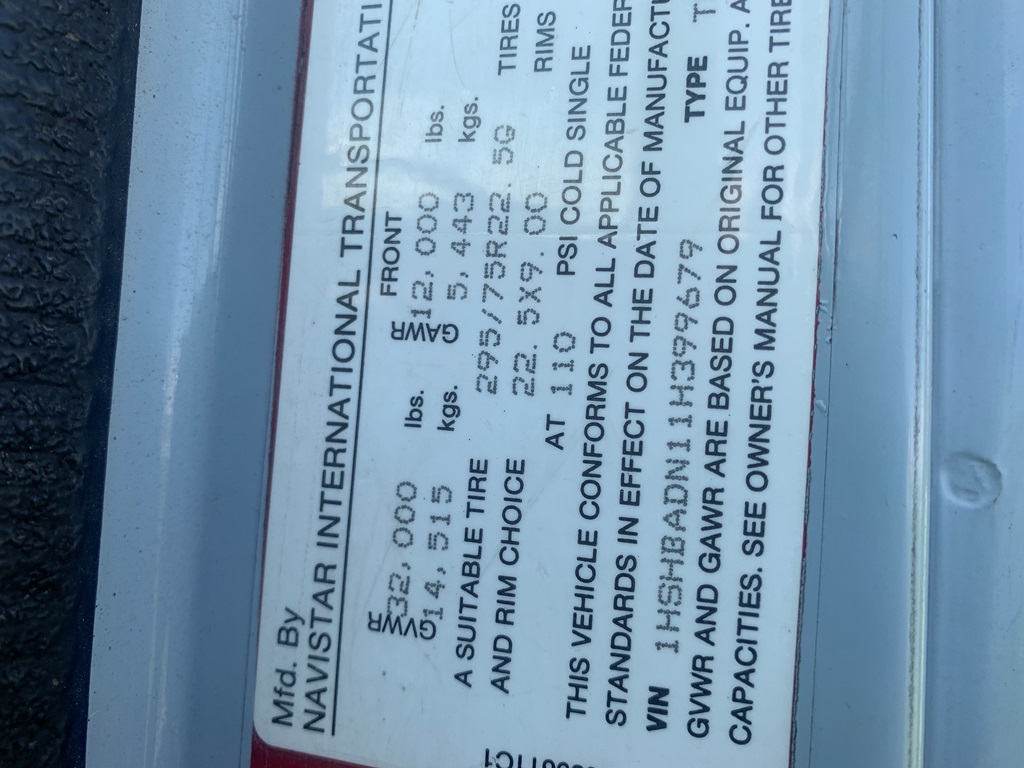 Mfd. By
NAVISTAR INTERNATIONAL TRANSPORTATI
FRONT
GVWR 32,000 lbs. GAWR 12,000 lbs.
14,515 kgs. 5,443 kgs.
A SUITABLE TIRE 295/75R22.5G TIRES
AND RIM CHOICE 22.5X9.00 RIMS
AT 110 PSI COLD SINGLE
THIS VEHICLE CONFORMS TO ALL APPLICABLE FEDER
STANDARDS IN EFFECT ON THE DATE OF MANUFACTU
VIN 1HSHBADN11H399679 TYPE T
GVWR AND GAWR ARE BASED ON ORIGINAL EQUIP. A
CAPACITIES. SEE OWNER'S MANUAL FOR OTHER TIRE